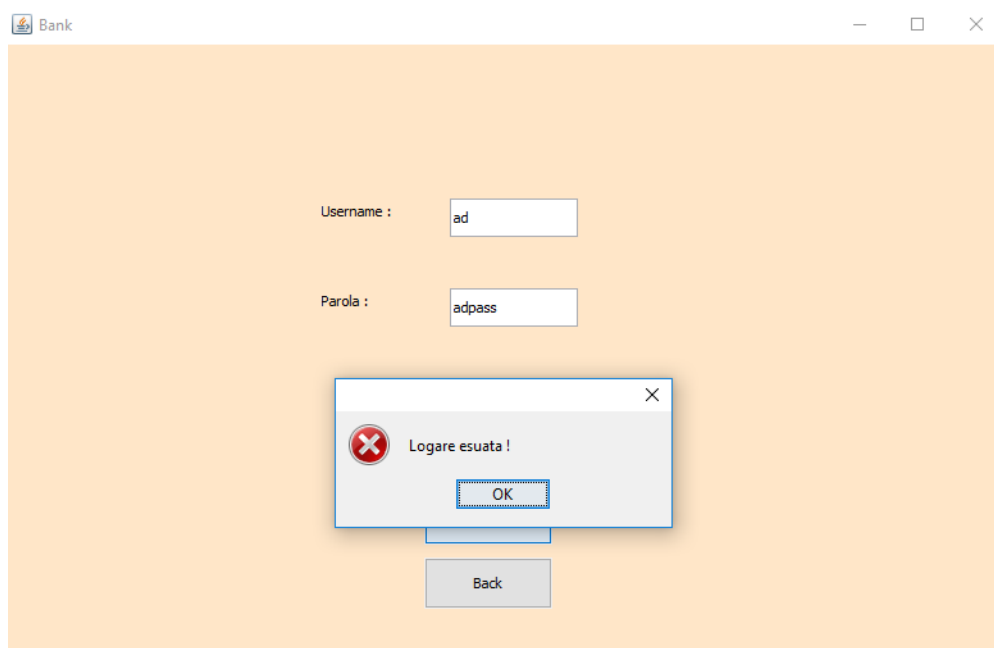 Bank
Username :
ad
Parola :
adpass
Logare esuata !
OK
Back